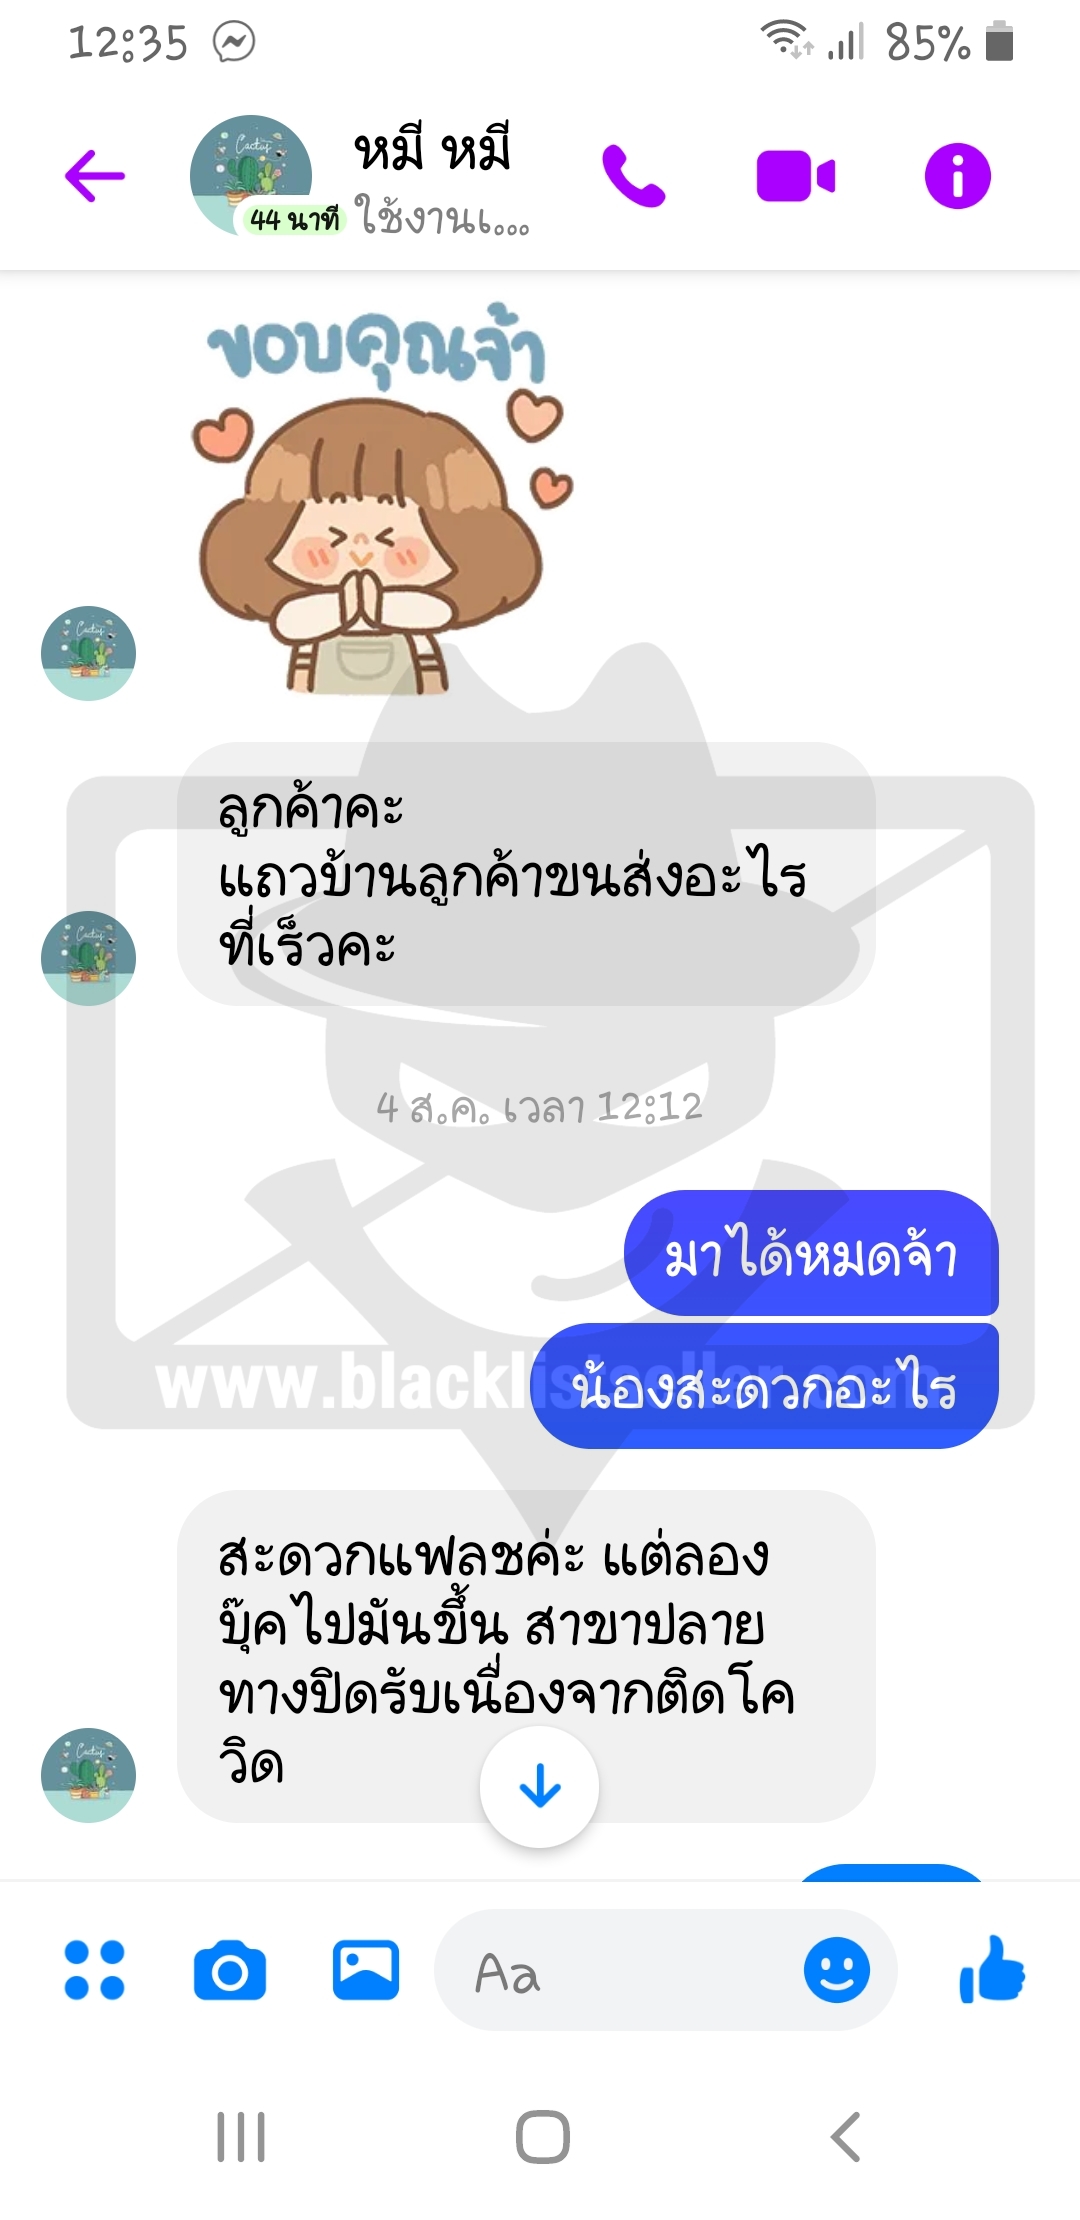 12:35
85%
หมี หมี
44 นาที
ใช้งานเ...
Cactus
ขอบคุณจ้า
Cactus
ลูกค้าคะ
แถวบ้านลูกค้าขนส่งอะไร
ที่เร็วคะ
Cactus
4 ส.ค. เวลา 12:12
มาได้หมดจ้า
www.blacklistseller.com
น้องสะดวกอะไร
สะดวกแฟลชค่ะ แต่ลอง
บุ๊คไปมันขึ้น สาขาปลาย
ทางปิดรับเนื่องจากติดโค
วิด
Cactus
Aa